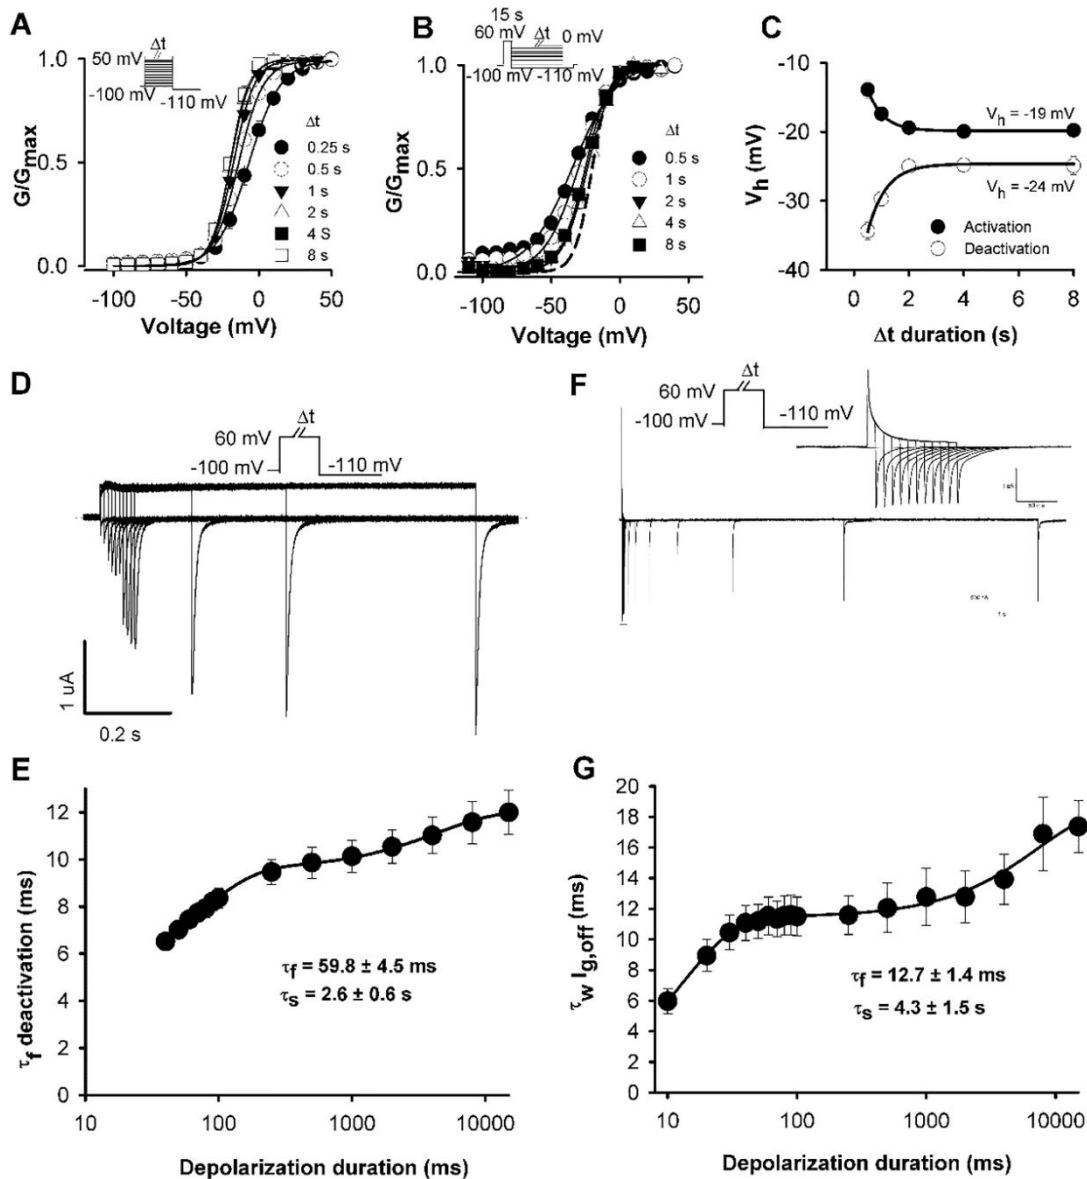 A
Δt
50 mV
-100 mV
-110 mV
1.0
0.5
0.0
G/Gmax
Δt
0.25 s
0.5 s
1 s
2 s
4 S
8 s
-100
-50
0
50
Voltage (mV)
B
15 s
60 mV
Δt
0 mV
-100 mV
-110 mV
1.0
0.5
0.0
G/Gmax
Δt
0.5 s
1 s
2 s
4 s
8 s
-100
-50
0
50
Voltage (mV)
C
-10
-20
-30
-40
Vh (mV)
Vh = -19 mV
Vh = -24 mV
Activation
Deactivation
0
2
4
6
8
Δt duration (s)
D
Δt
60 mV
-100 mV
-110 mV
1 uA
0.2 s
F
Δt
60 mV
-100 mV
-110 mV
1 s
E
12
10
8
6
4
2
0
τf deactivation (ms)
τf = 59.8 ± 4.5 ms
τs = 2.6 ± 0.6 s
10
100
1000
10000
Depolarization duration (ms)
G
20
18
16
14
12
10
8
6
4
2
0
τw Ig,off (ms)
τf = 12.7 ± 1.4 ms
τs = 4.3 ± 1.5 s
10
100
1000
10000
Depolarization duration (ms)